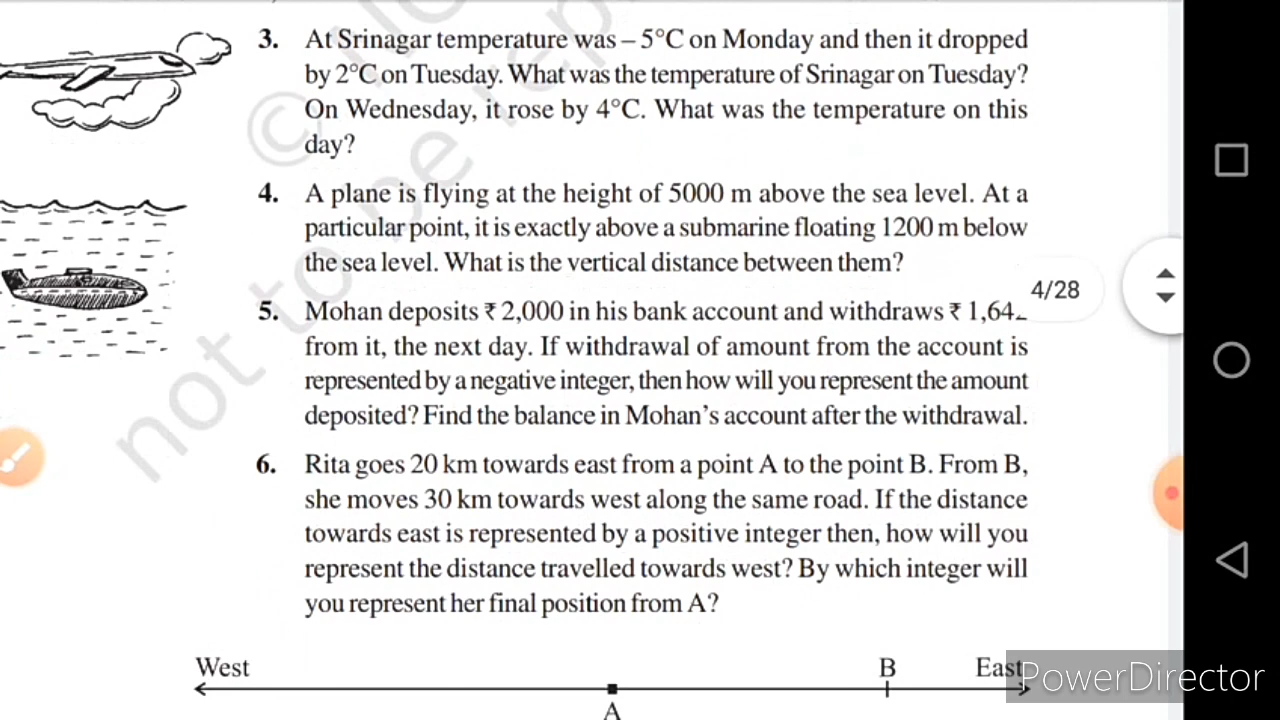 3. At Srinagar temperature was – 5°C on Monday and then it dropped
by 2°C on Tuesday. What was the temperature of Srinagar on Tuesday?
On Wednesday, it rose by 4°C. What was the temperature on this
day?
4. A plane is flying at the height of 5000 m above the sea level. At a
particular point, it is exactly above a submarine floating 1200 m below
the sea level. What is the vertical distance between them?
4/28
5. Mohan deposits ₹ 2,000 in his bank account and withdraws ₹ 1,64
from it, the next day. If withdrawal of amount from the account is
represented by a negative integer, then how will you represent the amount
deposited? Find the balance in Mohan's account after the withdrawal.
6. Rita goes 20 km towards east from a point A to the point B. From B,
she moves 30 km towards west along the same road. If the distance
towards east is represented by a positive integer then, how will you
represent the distance travelled towards west? By which integer will
you represent her final position from A?
West B East
A
PowerDirector
©
not to be rep